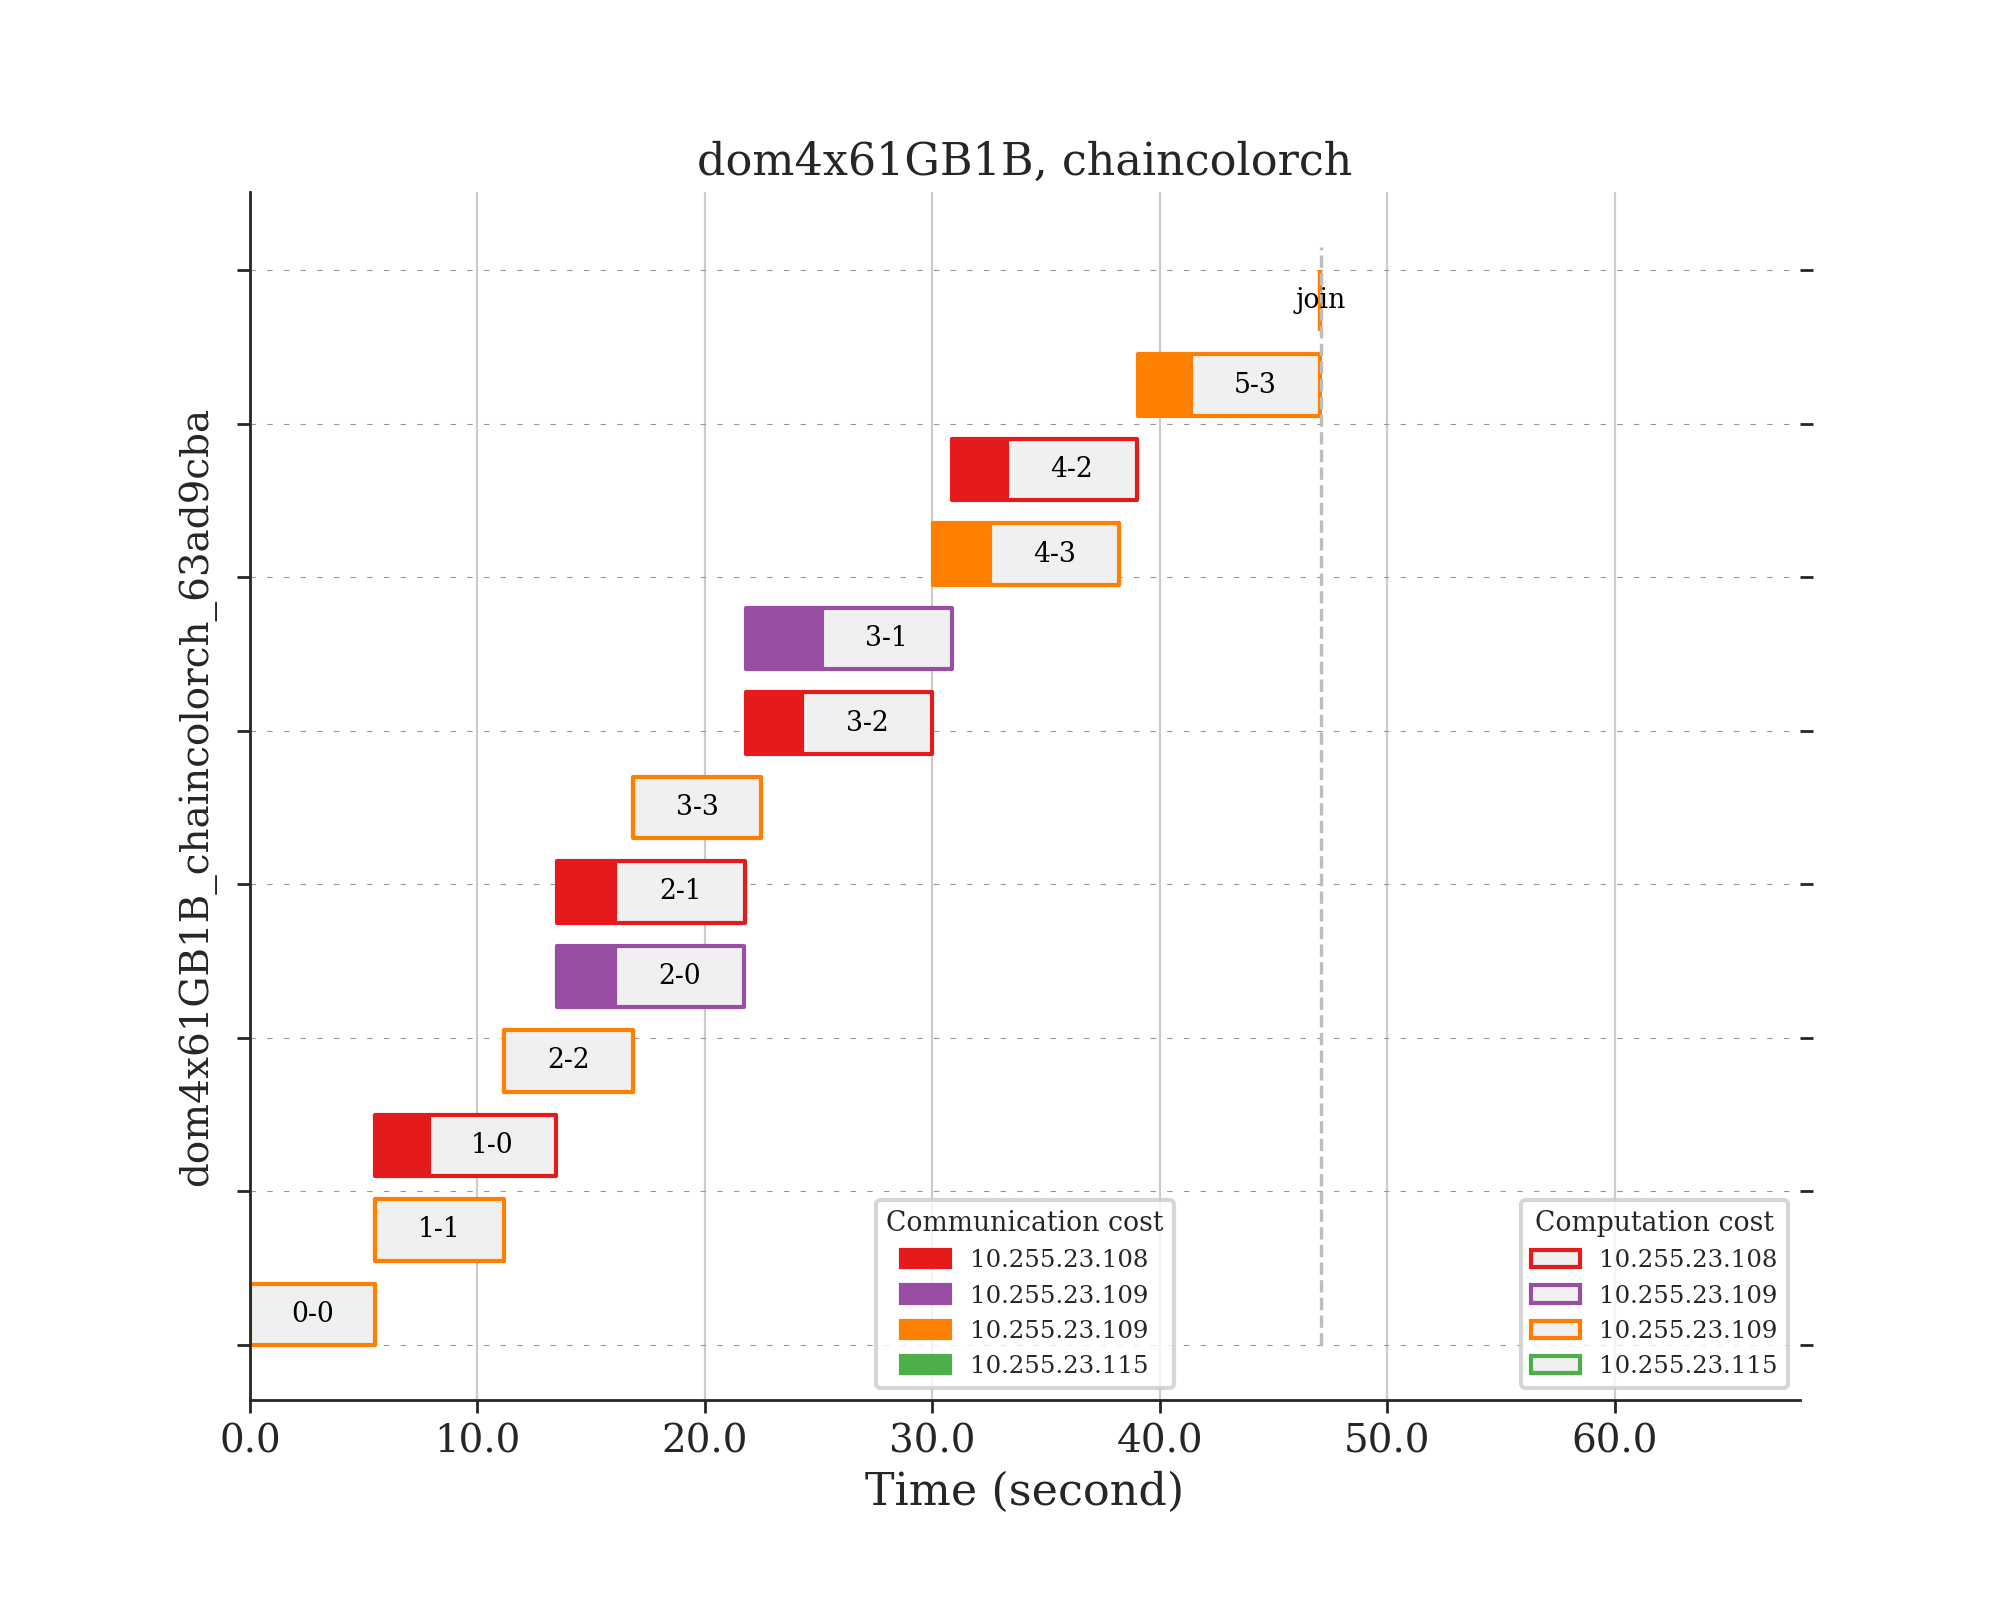 dom4x61GB1B, chaincolorch
dom4x61GB1B_chaincolorch_63ad9cba
join
5-3
4-2
4-3
3-1
3-2
3-3
2-1
2-0
2-2
1-0
1-1
0-0
Communication cost
10.255.23.108
10.255.23.109
10.255.23.109
10.255.23.115
Computation cost
10.255.23.108
10.255.23.109
10.255.23.109
10.255.23.115
0.0 10.0 20.0 30.0 40.0 50.0 60.0
Time (second)